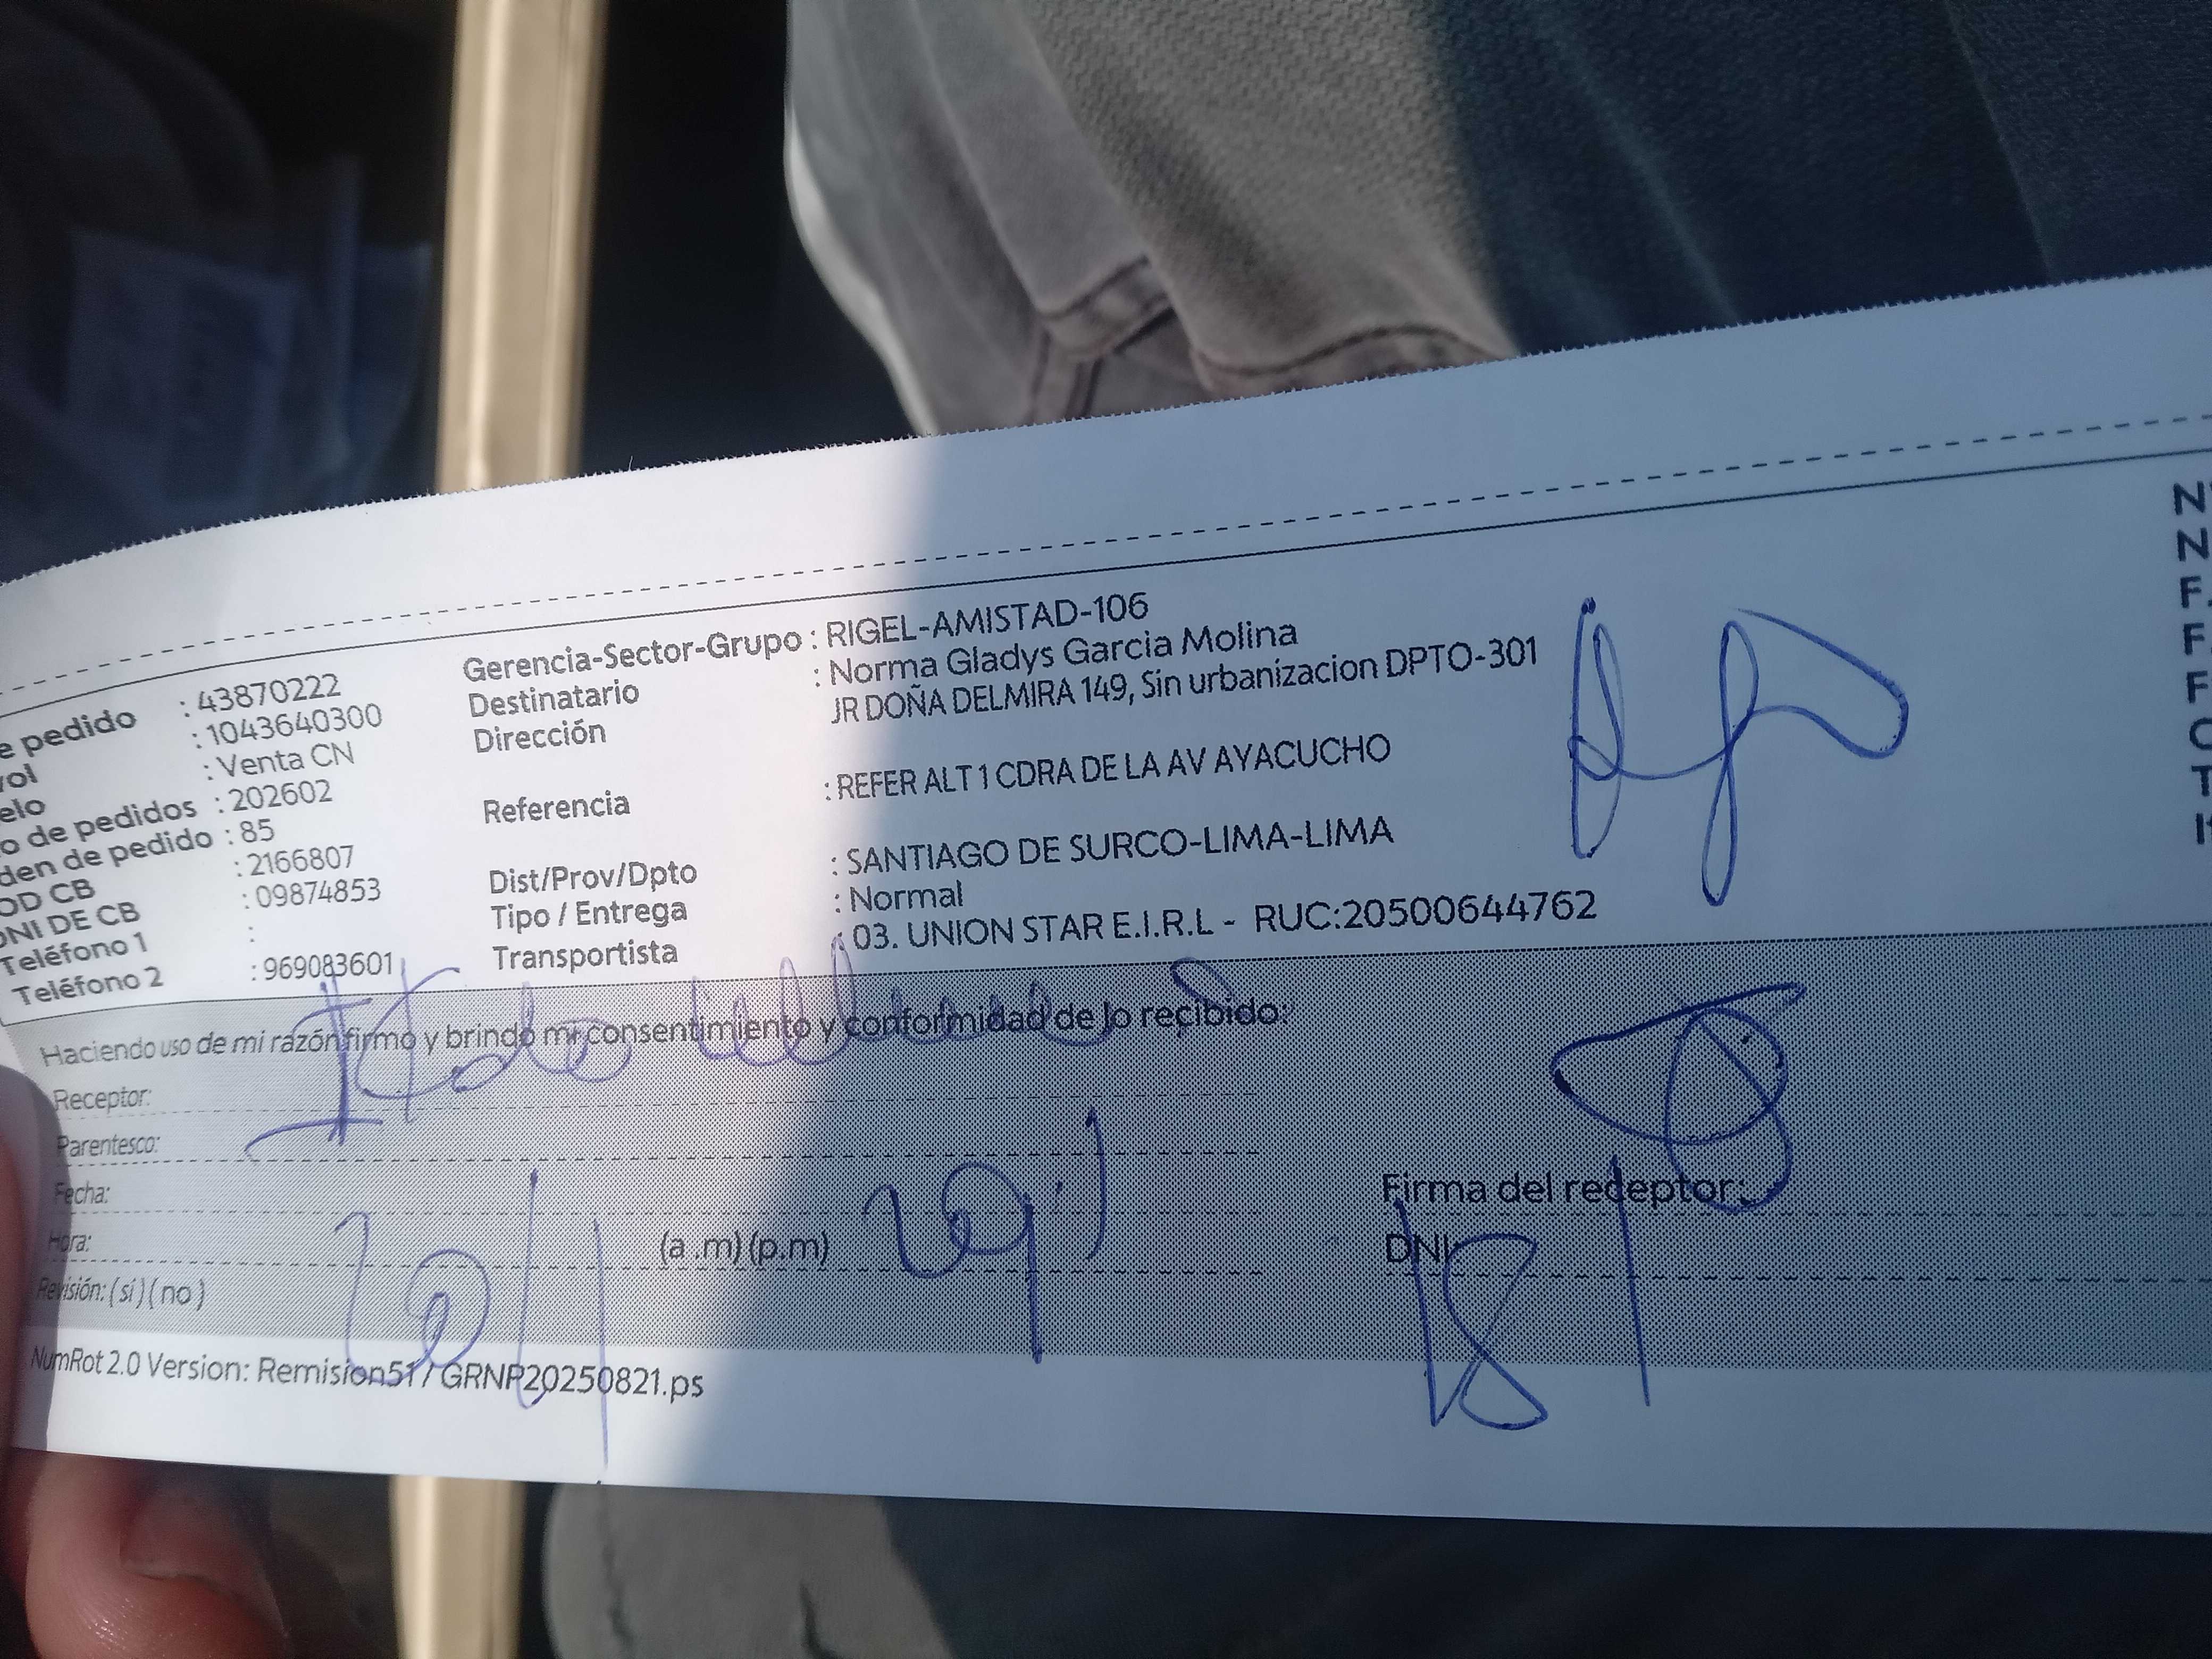 e pedido : 43870222
vol : 1043640300
elo : Venta CN
o de pedidos : 202602
den de pedido : 85
OD CB : 2166807
DNI DE CB : 09874853
Teléfono 1 :
Teléfono 2 : 969083601
Gerencia-Sector-Grupo : RIGEL-AMISTAD-106
Destinatario : Norma Gladys Garcia Molina
Dirección JR DOÑA DELMIRA 149, Sin urbanizacion DPTO-301
Referencia : REFER ALT 1 CDRA DE LA AV AYACUCHO
Dist/Prov/Dpto : SANTIAGO DE SURCO-LIMA-LIMA
Tipo / Entrega : Normal
Transportista : 03. UNION STAR E.I.R.L - RUC:20500644762
N
N
F.
F.
F
C
T
Haciendo uso de mi razón firmo y brindo mi consentimiento y conformidad de lo recibido:
Receptor:
Parentesco:
Fecha:
Hora: (a .m) (p.m)
Revisión: ( si ) ( no )
Firma del receptor:
DNI:
NumRot 2.0 Version: Remision51 / GRNP20250821.ps